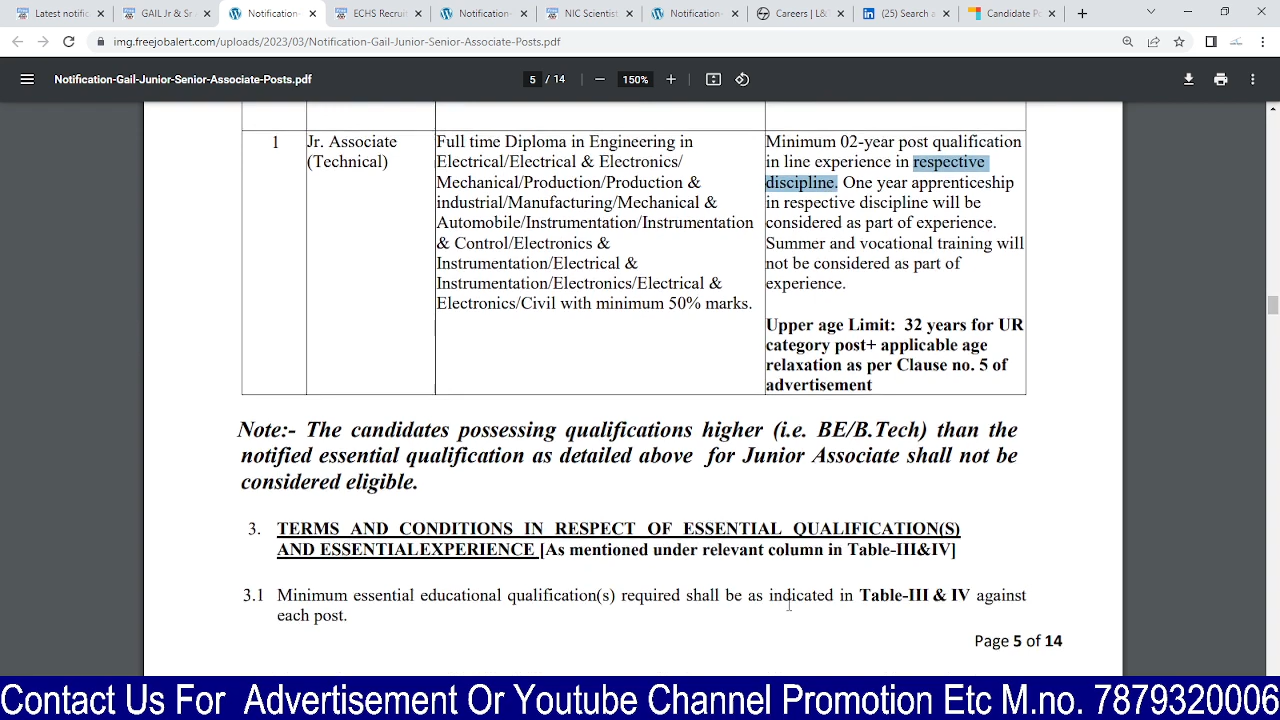 Latest notific
GAIL Jr & Sr
Notification-
ECHS Recruit
Notification-
NIC Scientist
Notification-
Careers | L&
(25) Search a
Candidate P
img.freejobalert.com/uploads/2023/03/Notification-Gail-Junior-Senior-Associate-Posts.pdf
Notification-Gail-Junior-Senior-Associate-Posts.pdf
5 / 14
150%
1
Jr. Associate
(Technical)
Full time Diploma in Engineering in
Electrical/Electrical & Electronics/
Mechanical/Production/Production &
industrial/Manufacturing/Mechanical &
Automobile/Instrumentation/Instrumentation
& Control/Electronics &
Instrumentation/Electrical &
Instrumentation/Electronics/Electrical &
Electronics/Civil with minimum 50% marks.
Minimum 02-year post qualification
in line experience in respective
discipline. One year apprenticeship
in respective discipline will be
considered as part of experience.
Summer and vocational training will
not be considered as part of
experience.
Upper age Limit: 32 years for UR
category post+ applicable age
relaxation as per Clause no. 5 of
advertisement
Note:- The candidates possessing qualifications higher (i.e. BE/B.Tech) than the
notified essential qualification as detailed above for Junior Associate shall not be
considered eligible.
3. TERMS AND CONDITIONS IN RESPECT OF ESSENTIAL QUALIFICATION(S)
AND ESSENTIALEXPERIENCE [As mentioned under relevant column in Table-III&IV]
3.1 Minimum essential educational qualification(s) required shall be as indicated in Table-III & IV against
each post.
Page 5 of 14
Contact Us For Advertisement Or Youtube Channel Promotion Etc M.no. 7879320006